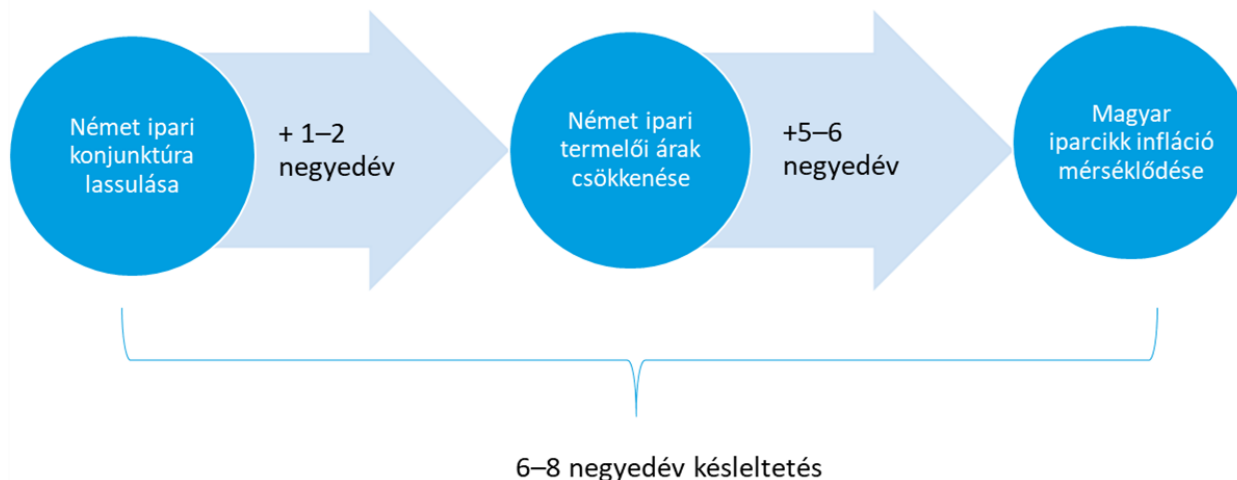 Német ipari
konjunktúra
lassulása
+ 1–2
negyedév
Német ipari
termelői árak
csökkenése
+5–6
negyedév
Magyar
iparcikk infláció
mérséklődése
6–8 negyedév késleltetés